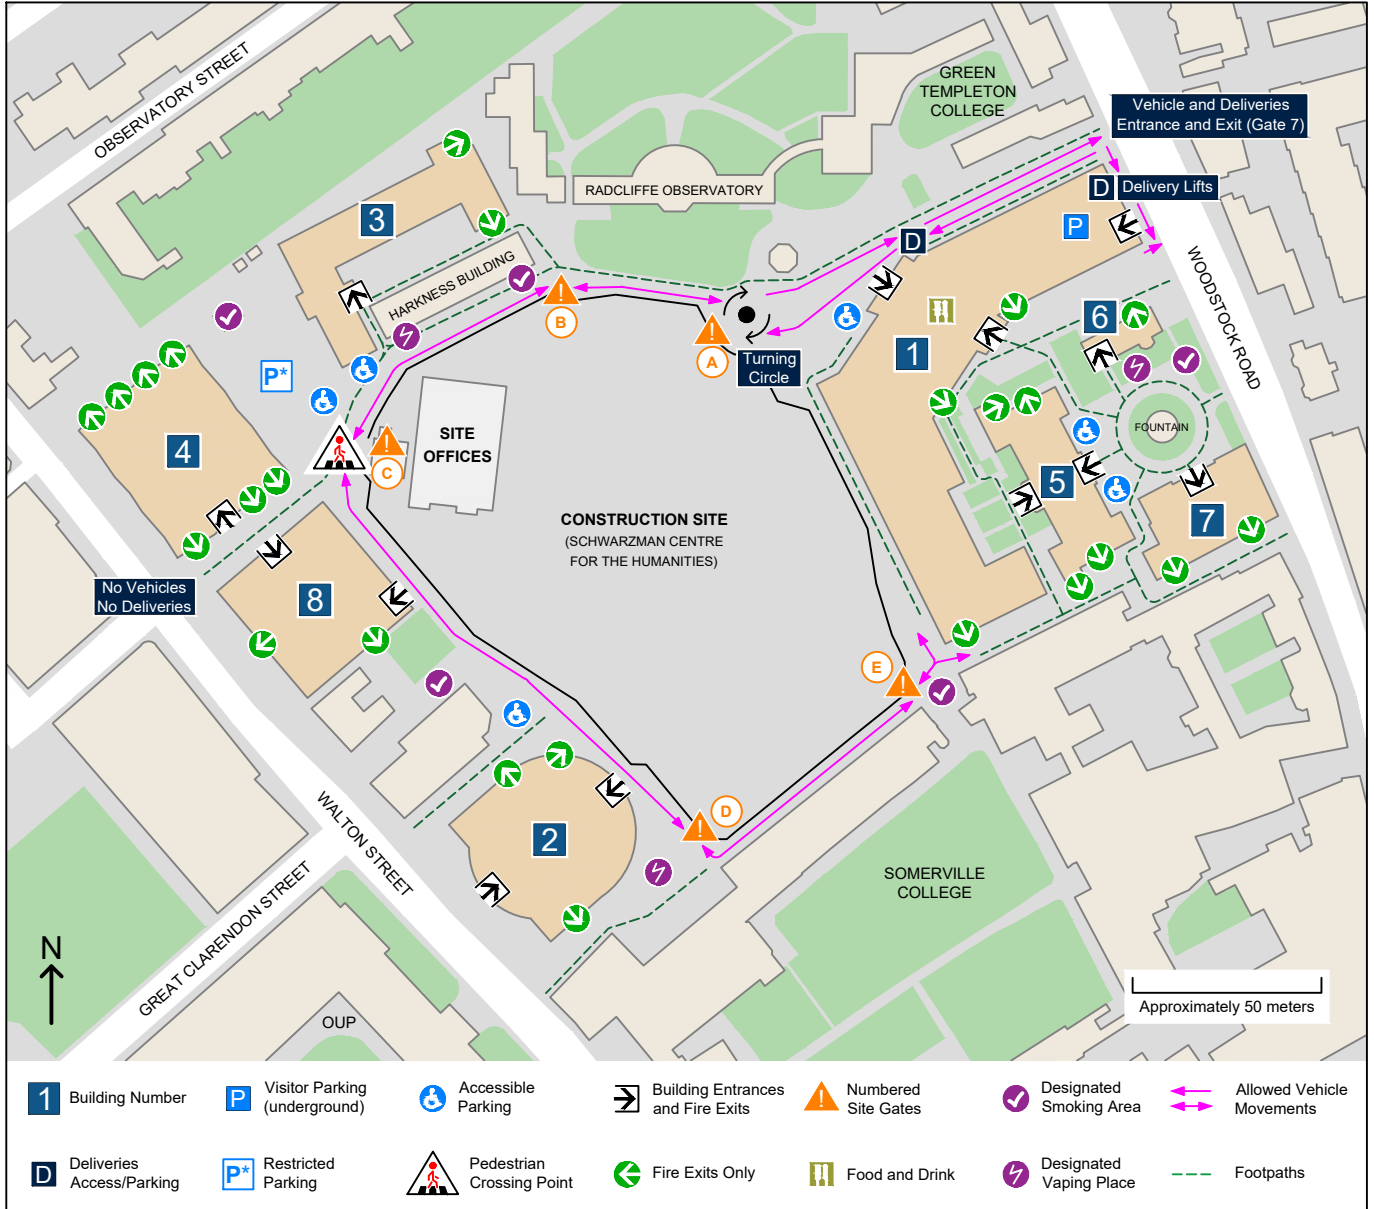 OBSERVATORY STREET
GREEN
TEMPLETON
COLLEGE
Vehicle and Deliveries
Entrance and Exit (Gate 7)
D Delivery Lifts
RADCLIFFE OBSERVATORY
3
P
D
HARKNESS BUILDING
WOODSTOCK ROAD
B
A
Turning
Circle
1
6
P*
4
SITE
OFFICES
C
FOUNTAIN
5
7
CONSTRUCTION SITE
(SCHWARZMAN CENTRE
FOR THE HUMANITIES)
No Vehicles
No Deliveries
8
E
D
2
WALTON STREET
SOMERVILLE
COLLEGE
GREAT CLARENDON STREET
N
OUP
Approximately 50 meters
1 Building Number
P Visitor Parking
(underground)
Accessible
Parking
Building Entrances
and Fire Exits
Numbered
Site Gates
Designated
Smoking Area
Allowed Vehicle
Movements
D Deliveries
Access/Parking
P* Restricted
Parking
Pedestrian
Crossing Point
Fire Exits Only
Food and Drink
Designated
Vaping Place
Footpaths